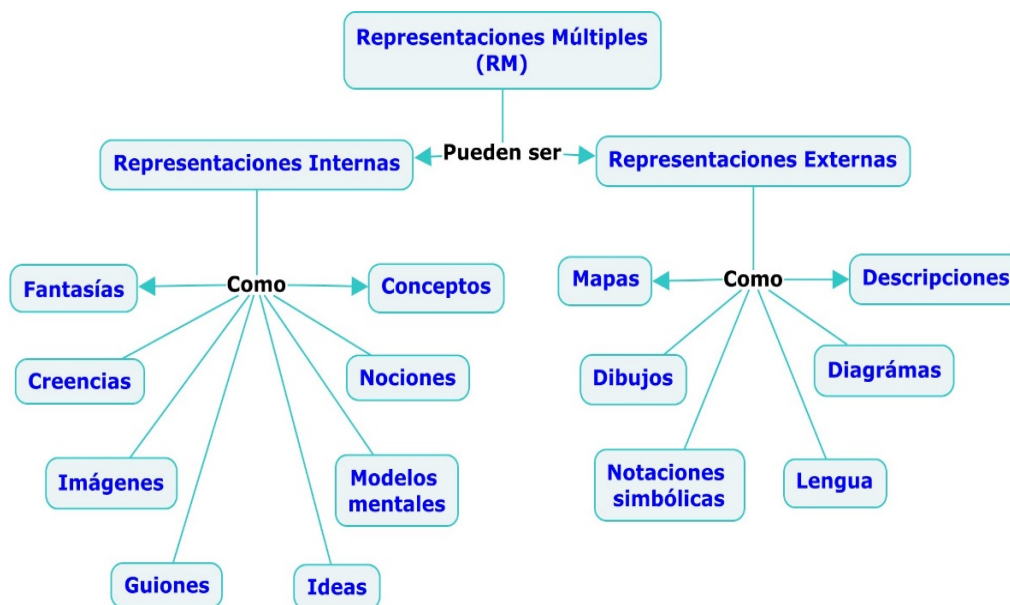 Representaciones Múltiples
(RM)
Pueden ser
Representaciones Internas
Representaciones Externas
Fantasías
Como
Conceptos
Mapas
Como
Descripciones
Creencias
Nociones
Dibujos
Diagrámas
Imágenes
Modelos
mentales
Notaciones
simbólicas
Lengua
Guiones
Ideas